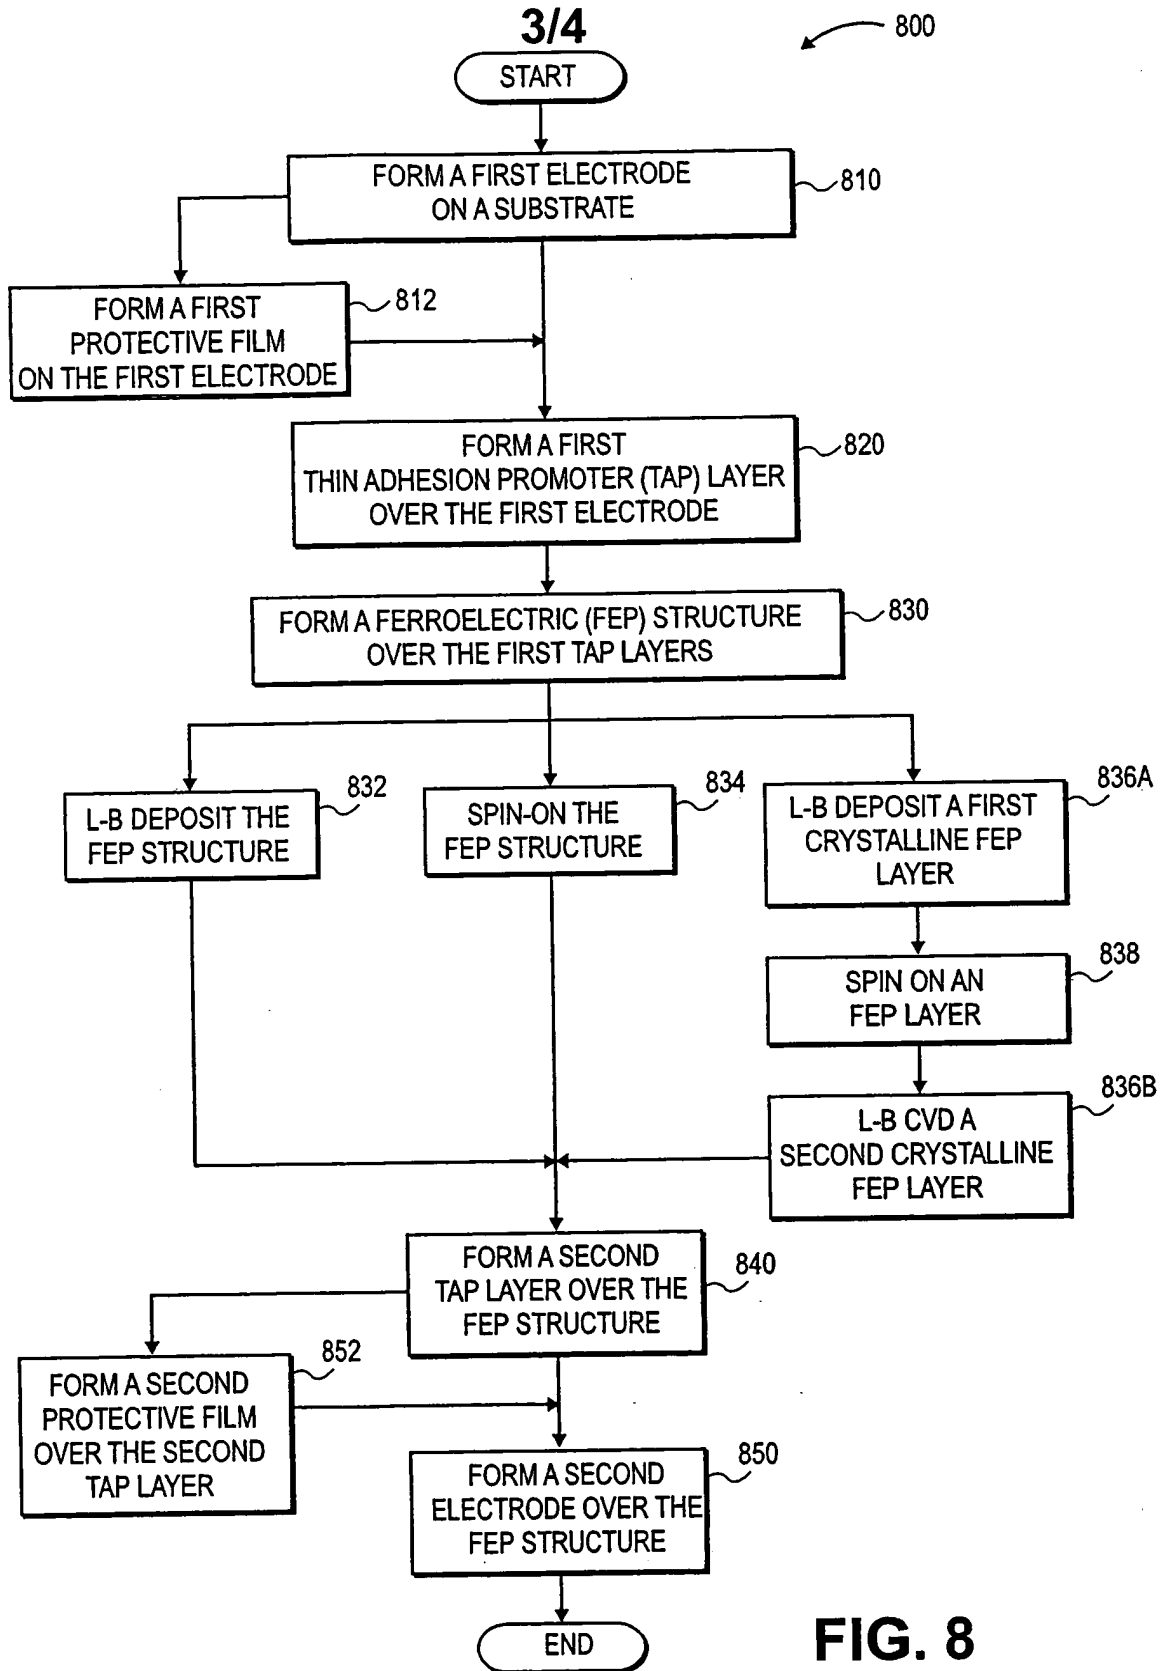 3/4
800
START
FORM A FIRST ELECTRODE
ON A SUBSTRATE
810
FORM A FIRST
PROTECTIVE FILM
ON THE FIRST ELECTRODE
812
FORM A FIRST
THIN ADHESION PROMOTER (TAP) LAYER
OVER THE FIRST ELECTRODE
820
FORM A FERROELECTRIC (FEP) STRUCTURE
OVER THE FIRST TAP LAYERS
830
L-B DEPOSIT THE
FEP STRUCTURE
832
SPIN-ON THE
FEP STRUCTURE
834
L-B DEPOSIT A FIRST
CRYSTALLINE FEP
LAYER
836A
SPIN ON AN
FEP LAYER
838
L-B CVD A
SECOND CRYSTALLINE
FEP LAYER
836B
FORM A SECOND
TAP LAYER OVER THE
FEP STRUCTURE
840
FORM A SECOND
PROTECTIVE FILM
OVER THE SECOND
TAP LAYER
852
FORM A SECOND
ELECTRODE OVER THE
FEP STRUCTURE
850
END
FIG. 8